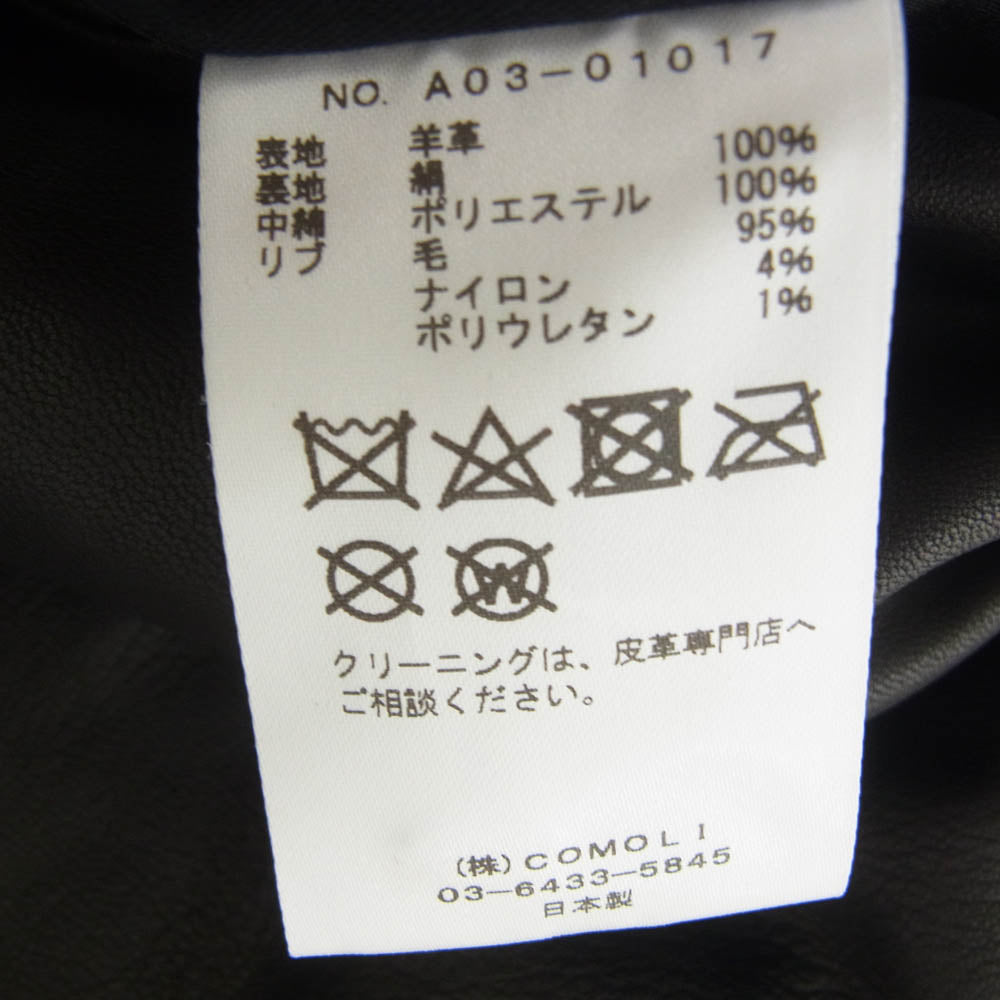 NO. A03-01017
表地 羊革 100%
裏地 絹 100%
中綿 ポリエステル 95%
リブ 毛 4%
ナイロン 1%
ポリウレタン
W
クリーニングは、皮革専門店へ
ご相談ください。
(株)COMOLI
03-6433-5845
日本製